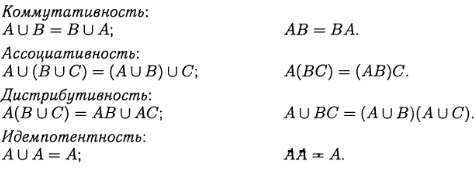 Коммутативность:
A ∪ B = B ∪ A; AB = BA.
Ассоциативность:
A ∪ (B ∪ C) = (A ∪ B) ∪ C; A(BC) = (AB)C.
Дистрибутивность:
A(B ∪ C) = AB ∪ AC; A ∪ BC = (A ∪ B)(A ∪ C).
Идемпотентность:
A ∪ A = A; AA = A.